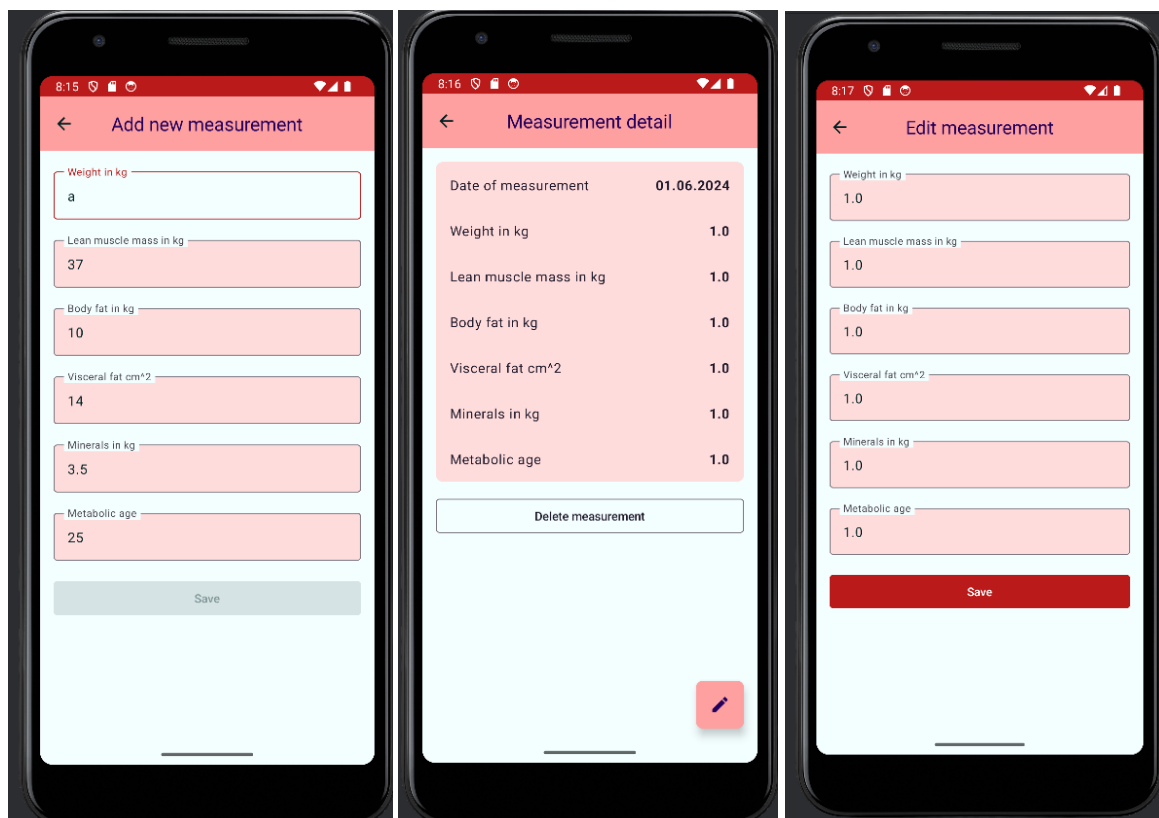 8:15
Add new measurement
Weight in kg
a
Lean muscle mass in kg
37
Body fat in kg
10
Visceral fat cm^2
14
Minerals in kg
3.5
Metabolic age
25
Save
8:16
Measurement detail
Date of measurement 01.06.2024
Weight in kg 1.0
Lean muscle mass in kg 1.0
Body fat in kg 1.0
Visceral fat cm^2 1.0
Minerals in kg 1.0
Metabolic age 1.0
Delete measurement
8:17
Edit measurement
Weight in kg
1.0
Lean muscle mass in kg
1.0
Body fat in kg
1.0
Visceral fat cm^2
1.0
Minerals in kg
1.0
Metabolic age
1.0
Save